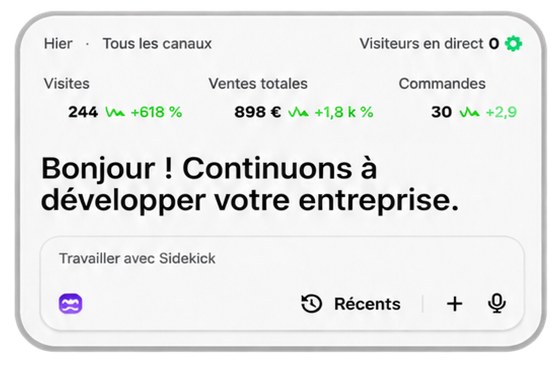 Hier · Tous les canaux Visiteurs en direct 0
Visites Ventes totales Commandes
244 +618 % 898 € +1,8 k % 30 +2,9
Bonjour ! Continuons à
développer votre entreprise.
Travailler avec Sidekick
Récents